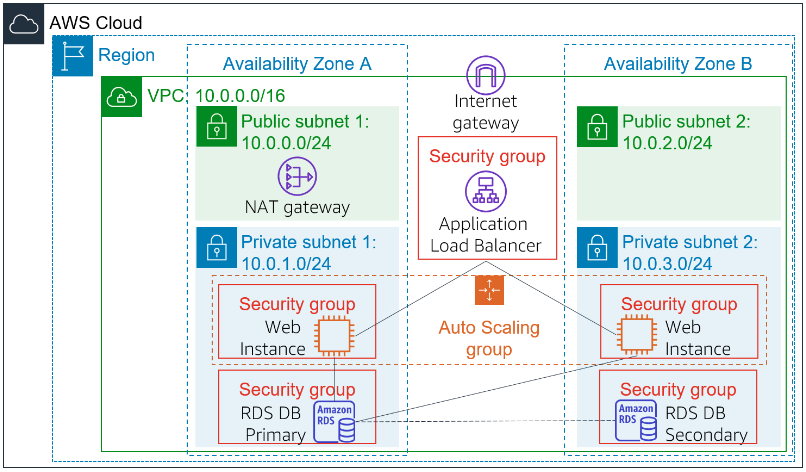 AWS Cloud
Region
Availability Zone A
Availability Zone B
VPC: 10.0.0.0/16
Internet
gateway
Public subnet 1:
10.0.0.0/24
NAT gateway
Public subnet 2:
10.0.2.0/24
Security group
Application
Load Balancer
Private subnet 1:
10.0.1.0/24
Private subnet 2:
10.0.3.0/24
Security group
Web
Instance
Auto Scaling
group
Security group
Web
Instance
Security group
RDS DB
Primary
Amazon
RDS
Security group
Amazon
RDS
RDS DB
Secondary